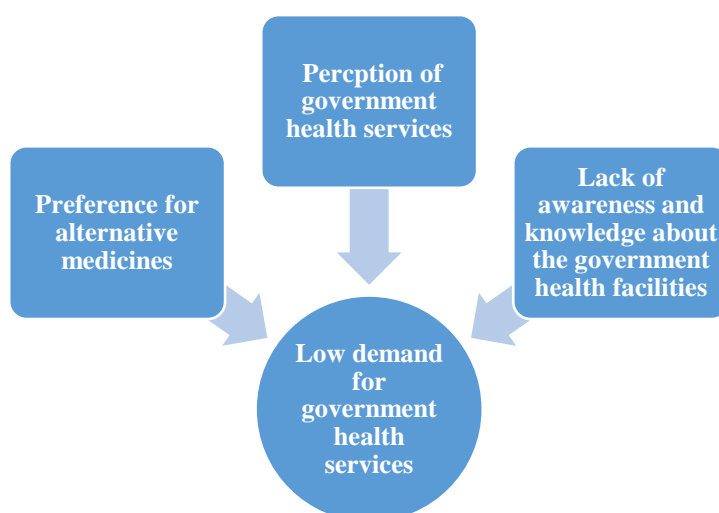 Percption of
government
health services
Preference for
alternative
medicines
Lack of
awareness and
knowledge about
the government
health facilities
Low demand
for
government
health
services